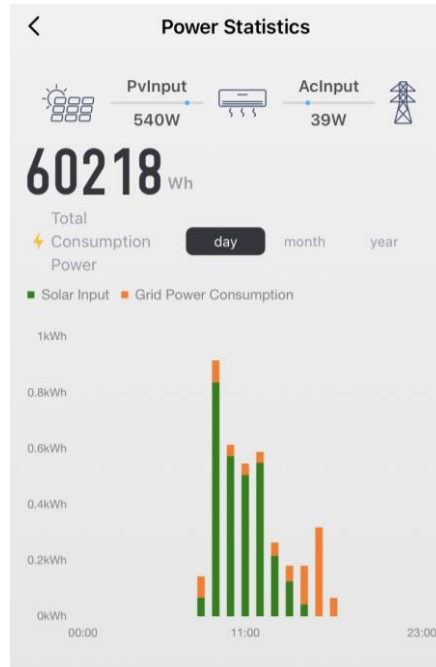 Power Statistics
PvInput
AcInput
540W
39W
60218 Wh
Total
Consumption
Power
day
month
year
Solar Input
Grid Power Consumption
1kWh
0.8kWh
0.6kWh
0.4kWh
0.2kWh
0kWh
00:00
11:00
23:00